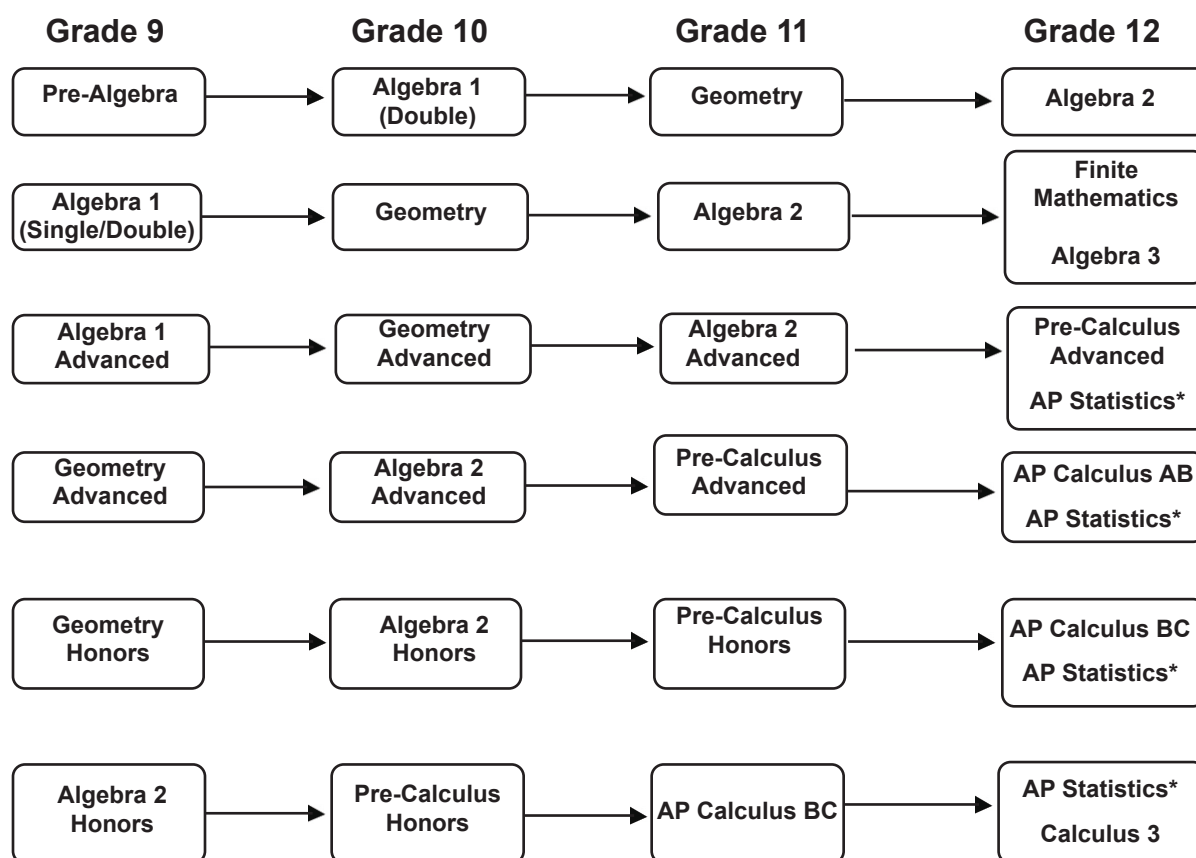 Grade 9
Grade 10
Grade 11
Grade 12
Pre-Algebra
Algebra 1
(Double)
Geometry
Algebra 2
Algebra 1
(Single/Double)
Geometry
Algebra 2
Finite
Mathematics
Algebra 3
Algebra 1
Advanced
Geometry
Advanced
Algebra 2
Advanced
Pre-Calculus
Advanced
AP Statistics*
Geometry
Advanced
Algebra 2
Advanced
Pre-Calculus
Advanced
AP Calculus AB
AP Statistics*
Geometry
Honors
Algebra 2
Honors
Pre-Calculus
Honors
AP Calculus BC
AP Statistics*
Algebra 2
Honors
Pre-Calculus
Honors
AP Calculus BC
AP Statistics*
Calculus 3